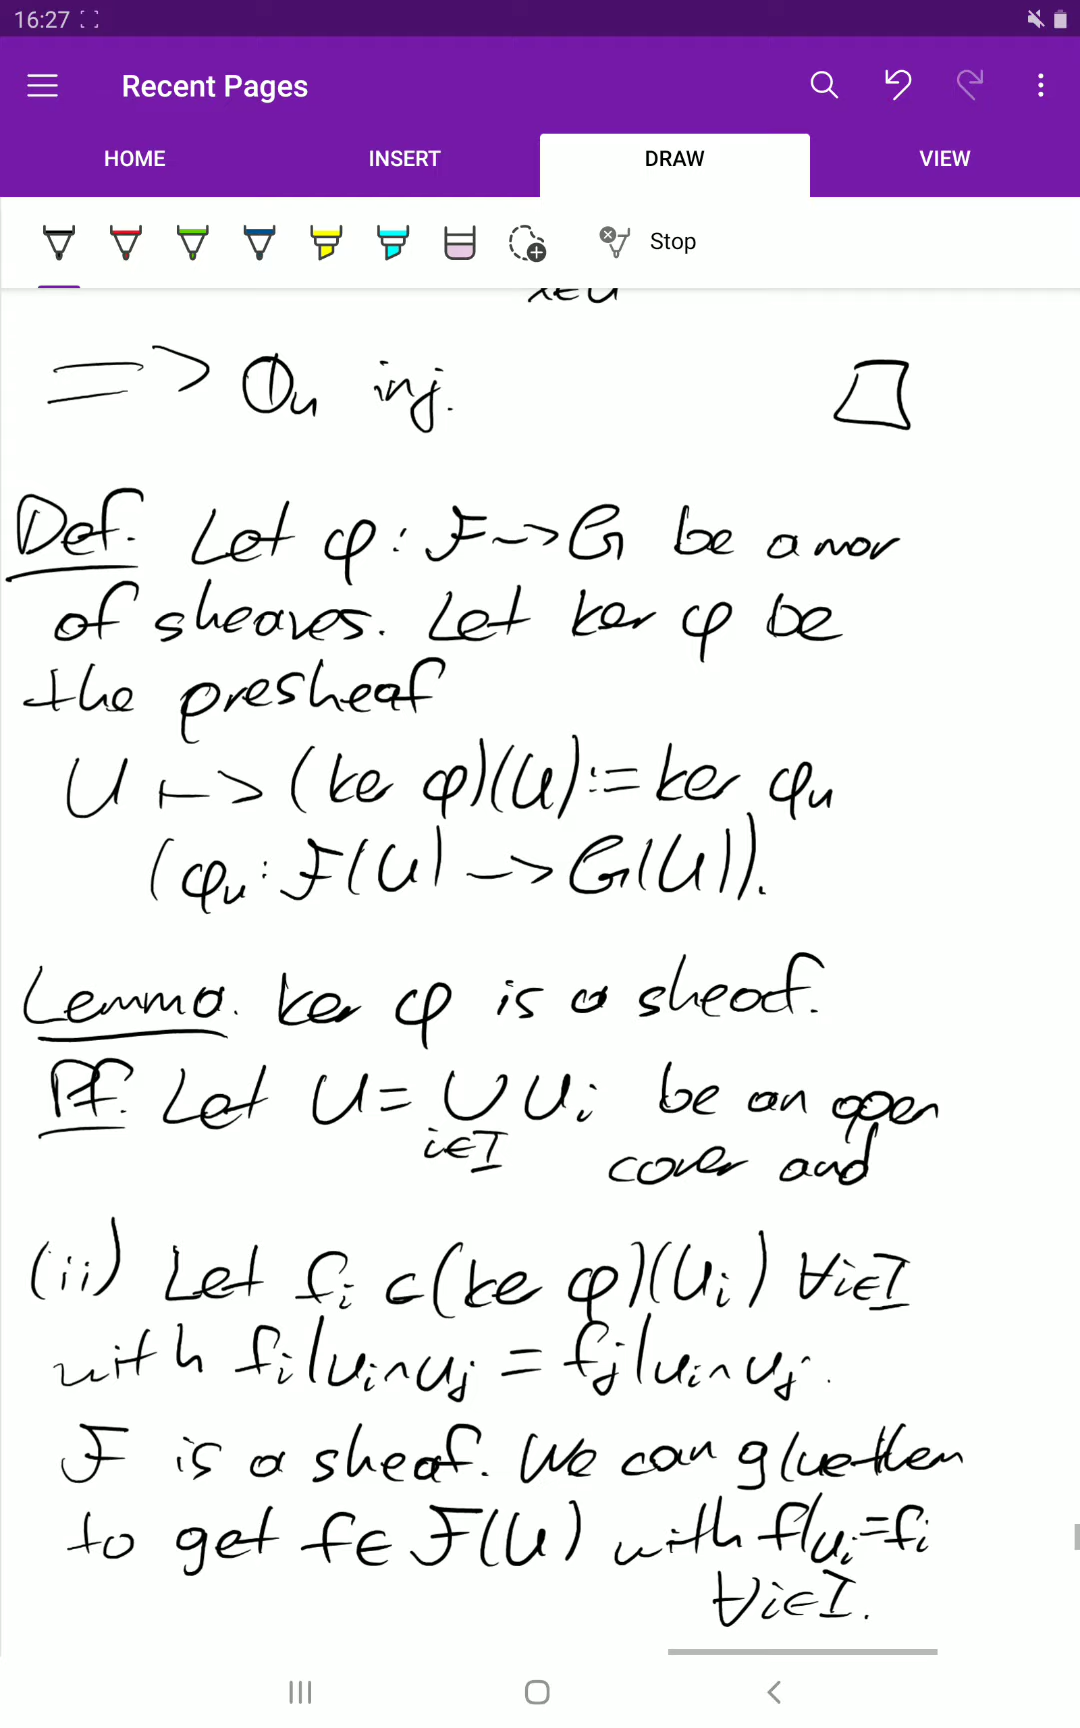 16:27
Recent Pages
HOME INSERT DRAW VIEW
Stop
x∈U
=> Φ_U inj. □
Def. Let φ: F -> G be a mor
of sheaves. Let ker φ be
the presheaf
U ↦ (ke φ)(U) := ker φ_U
(φ_U: F(U) -> G(U)).
Lemma. ker φ is a sheaf.
Pf. Let U = ∪ U_i be an open
i∈I cover and
(ii) Let f_i ∈ (ke φ)(U_i) ∀i∈I
with f_i|U_i∩U_j = f_j|U_i∩U_j.
F is a sheaf. We can glue them
to get f∈ F(U) with f|U_i = f_i
∀i∈I.